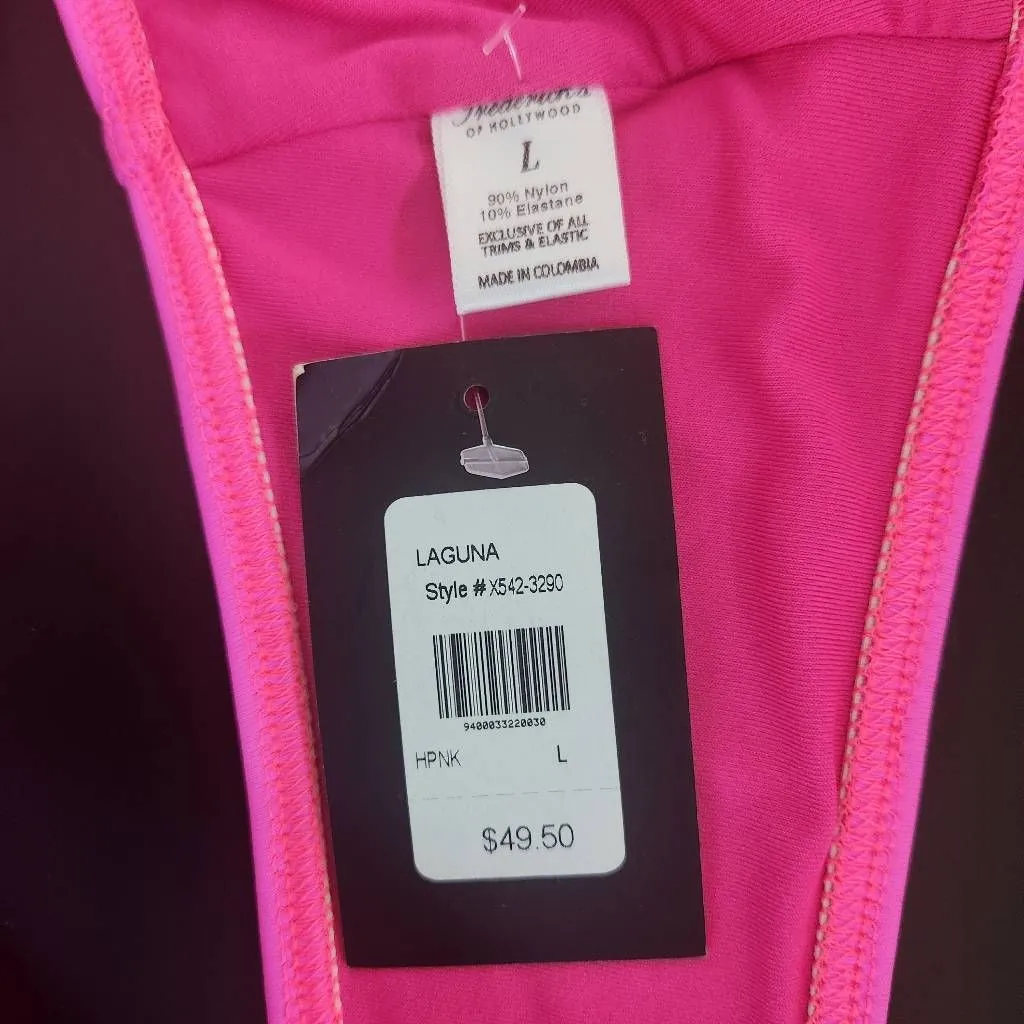 Frederick's
OF HOLLYWOOD
L
90% Nylon
10% Elastane
EXCLUSIVE OF ALL
TRIMS & ELASTIC
MADE IN COLOMBIA
LAGUNA
Style # X542-3290
9400033220030
HPNK L
$49.50